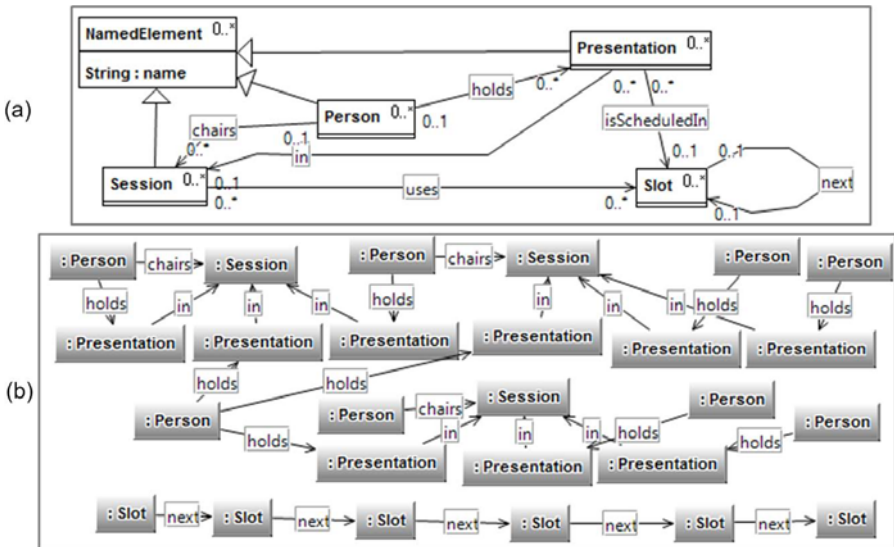 (a)
NamedElement 0..*
String : name
Presentation 0..*
holds
0..*
0..* 0..*
Person 0..*
0..1
isScheduledIn
chairs
0..1
0..*
in
0..1 0..1
Session 0..*
0..1
0..*
uses
0..*
Slot 0..*
0..1
next
(b)
: Person chairs : Session : Person chairs : Session : Person : Person
holds in in in holds in in in holds holds
: Presentation : Presentation : Presentation : Presentation : Presentation : Presentation
holds holds
: Person : Person chairs : Session : Person : Person
holds in in in holds holds
: Presentation : Presentation : Presentation
: Slot next : Slot next : Slot next : Slot next : Slot next : Slot